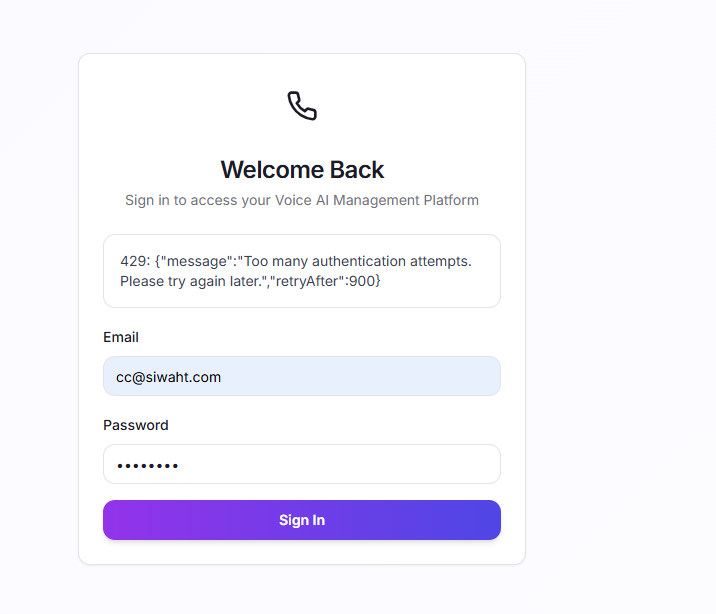 Welcome Back
Sign in to access your Voice AI Management Platform
429: {"message":"Too many authentication attempts.
Please try again later.","retryAfter":900}
Email
cc@siwaht.com
Password
••••••••
Sign In